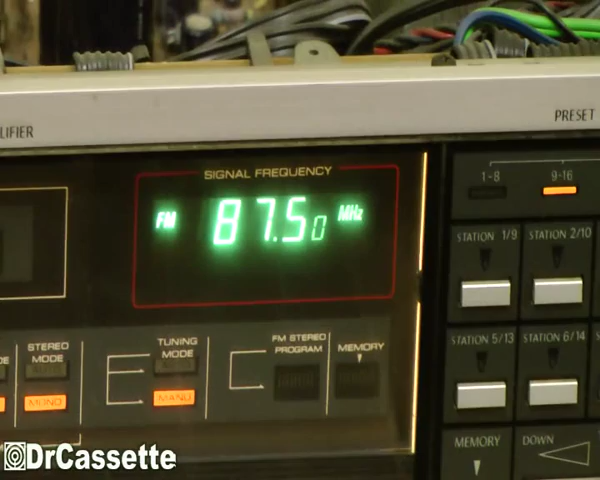 LIFIER
PRESET
SIGNAL FREQUENCY
FM 87.50 MHz
1-8
9-16
STATION 1/9
STATION 2/10
STEREO
MODE
MONO
TUNING
MODE
MANU
FM STEREO
PROGRAM
MEMORY
STATION 5/13
STATION 6/14
MEMORY
DOWN
DrCassette